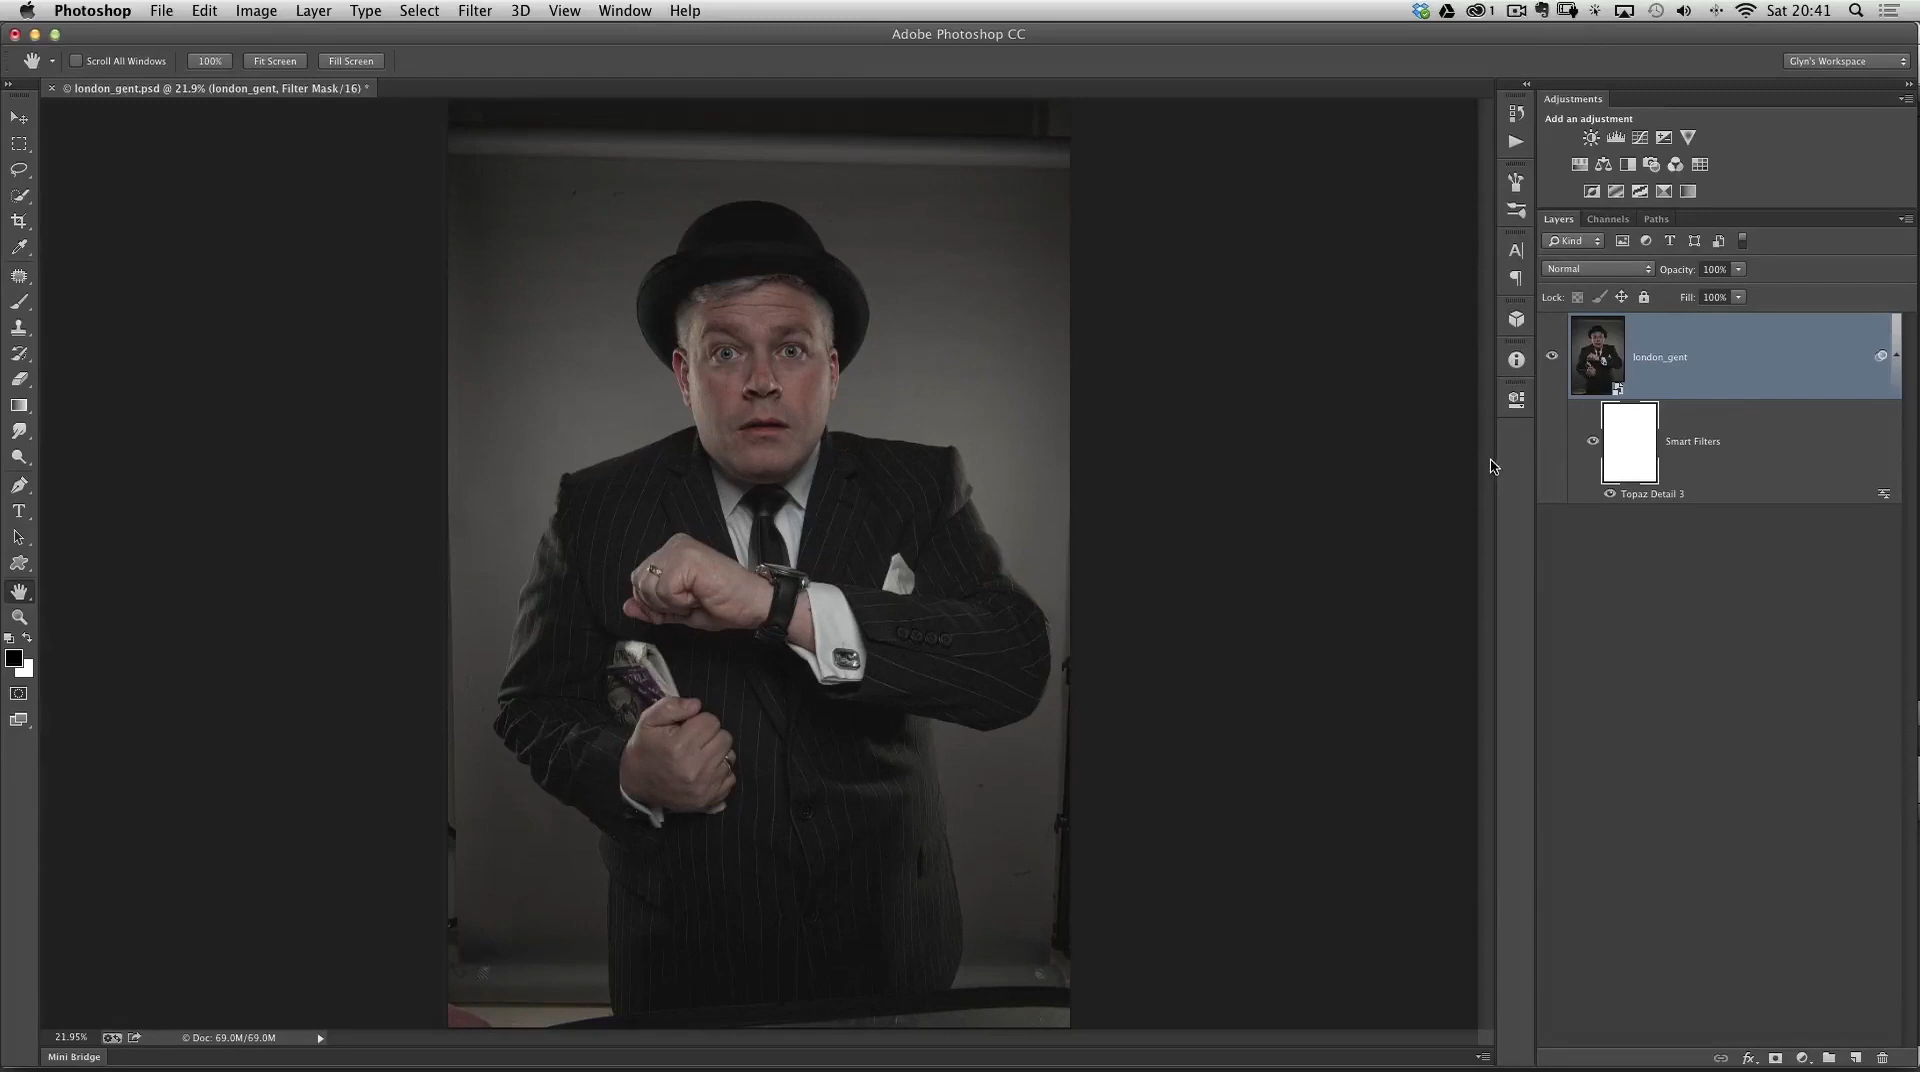 Photoshop File Edit Image Layer Type Select Filter 3D View Window Help
1 Sat 20:41
Adobe Photoshop CC
Scroll All Windows 100% Fit Screen Fill Screen
Glyn's Workspace
× © london_gent.psd @ 21.9% (london_gent, Filter Mask/16) *
Adjustments
Add an adjustment
Layers Channels Paths
Kind
Normal Opacity: 100%
Lock: Fill: 100%
london_gent
Smart Filters
Topaz Detail 3
21.95% © Doc: 69.0M/69.0M
Mini Bridge
fx